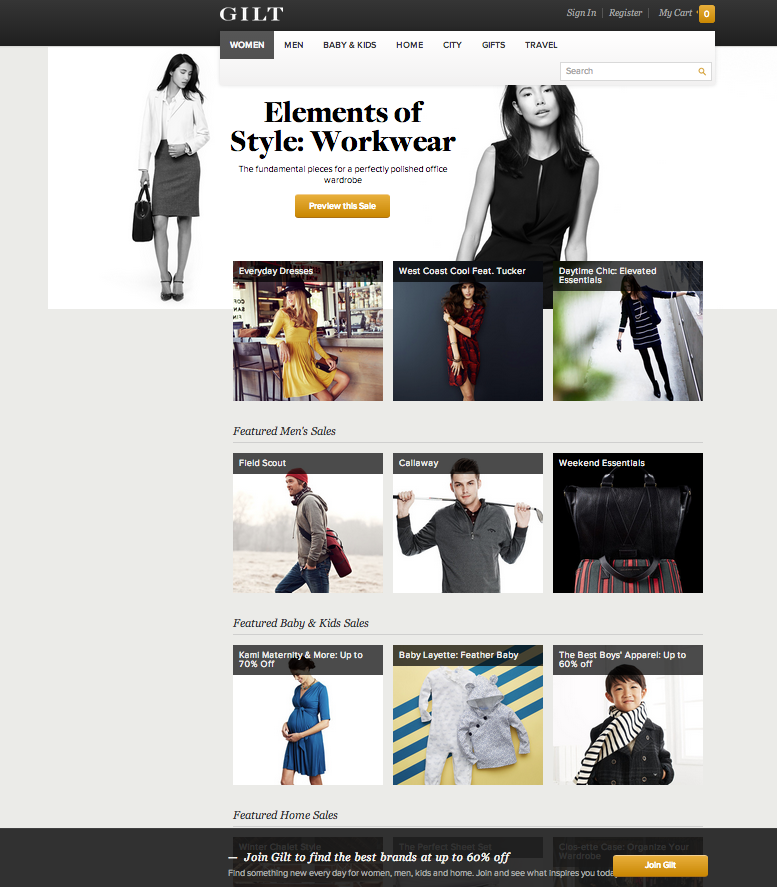 GILT
Sign In
Register
My Cart
0
WOMEN
MEN
BABY & KIDS
HOME
CITY
GIFTS
TRAVEL
Search
Elements of
Style: Workwear
The fundamental pieces for a perfectly polished office
wardrobe
Preview this Sale
Everyday Dresses
West Coast Cool Feat. Tucker
Daytime Chic: Elevated
Essentials
Featured Men's Sales
Field Scout
Callaway
Weekend Essentials
Featured Baby & Kids Sales
Kami Maternity & More: Up to
70% Off
Baby Layette: Feather Baby
The Best Boys' Apparel: Up to
60% off
Featured Home Sales
Winter Chalet Style
The Perfect Sheet Set
Clos-ette Case: Organize Your
Wardrobe
— Join Gilt to find the best brands at up to 60% off
Find something new every day for women, men, kids and home. Join and see what inspires you today
Join Gilt